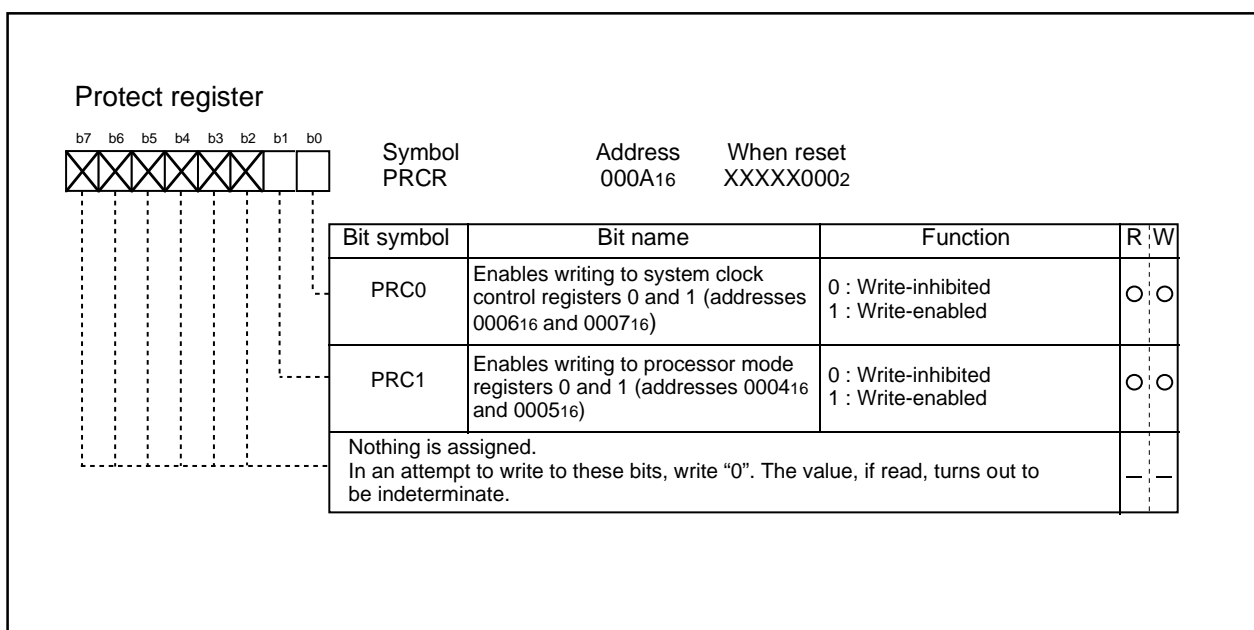 Protect register
b7 b6 b5 b4 b3 b2 b1 b0
Symbol Address When reset
PRCR 000A16 XXXXX0002
Bit symbol Bit name Function R W
PRC0
Enables writing to system clock
control registers 0 and 1 (addresses
000616 and 000716)
0 : Write-inhibited
1 : Write-enabled
PRC1
Enables writing to processor mode
registers 0 and 1 (addresses 000416
and 000516)
0 : Write-inhibited
1 : Write-enabled
Nothing is assigned.
In an attempt to write to these bits, write “0”. The value, if read, turns out to
be indeterminate.